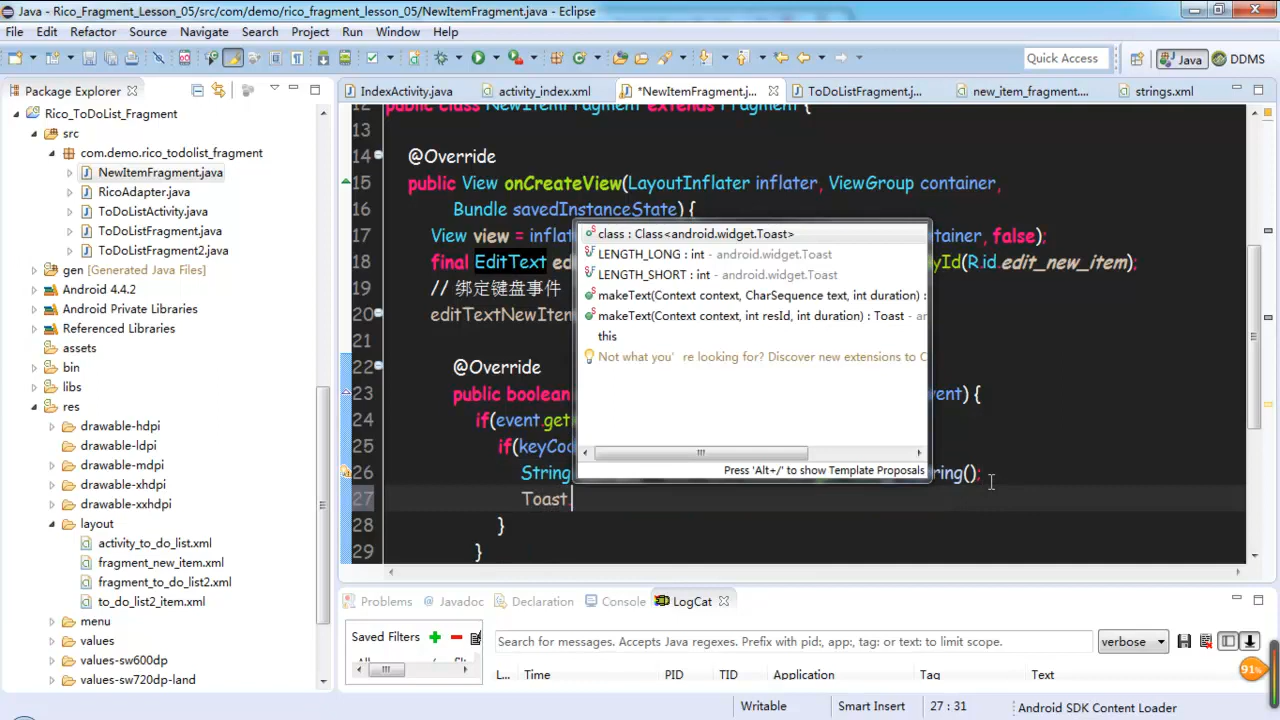 Java - Rico_Fragment_Lesson_05/src/com/demo/rico_fragment_lesson_05/NewItemFragment.java - Eclipse
File Edit Refactor Source Navigate Search Project Run Window Help
Quick Access Java DDMS
Package Explorer
IndexActivity.java activity_index.xml *NewItemFragment.j... ToDoListFragment.j... new_item_fragment.... strings.xml
Rico_ToDoList_Fragment
src
com.demo.rico_todolist_fragment
NewItemFragment.java
RicoAdapter.java
ToDoListActivity.java
ToDoListFragment.java
ToDoListFragment2.java
gen [Generated Java Files]
Android 4.4.2
Android Private Libraries
Referenced Libraries
assets
bin
libs
res
drawable-hdpi
drawable-ldpi
drawable-mdpi
drawable-xhdpi
drawable-xxhdpi
layout
activity_to_do_list.xml
fragment_new_item.xml
fragment_to_do_list2.xml
to_do_list2_item.xml
menu
values
values-sw600dp
values-sw720dp-land
12 public class NewItemFragment extends Fragment {
13
14 @Override
15 public View onCreateView(LayoutInflater inflater, ViewGroup container,
16 Bundle savedInstanceState) {
17 View view = inflat tainer, false);
18 final EditText ed yId(R.id.edit_new_item);
19 // 绑定键盘事件
20 editTextNewItem
21
22 @Override
23 public boolean vent) {
24 if(event.get
25 if(keyCo
26 String ring();
27 Toast.
28 }
29 }
class : Class<android.widget.Toast>
LENGTH_LONG : int - android.widget.Toast
LENGTH_SHORT : int - android.widget.Toast
makeText(Context context, CharSequence text, int duration) :
makeText(Context context, int resId, int duration) : Toast - an
this
Not what you're looking for? Discover new extensions to C
Press 'Alt+/' to show Template Proposals
Problems Javadoc Declaration Console LogCat
Saved Filters
Search for messages. Accepts Java regexes. Prefix with pid:, app:, tag: or text: to limit scope.
verbose
L... Time PID TID Application Tag Text
91%
Writable Smart Insert 27 : 31 Android SDK Content Loader